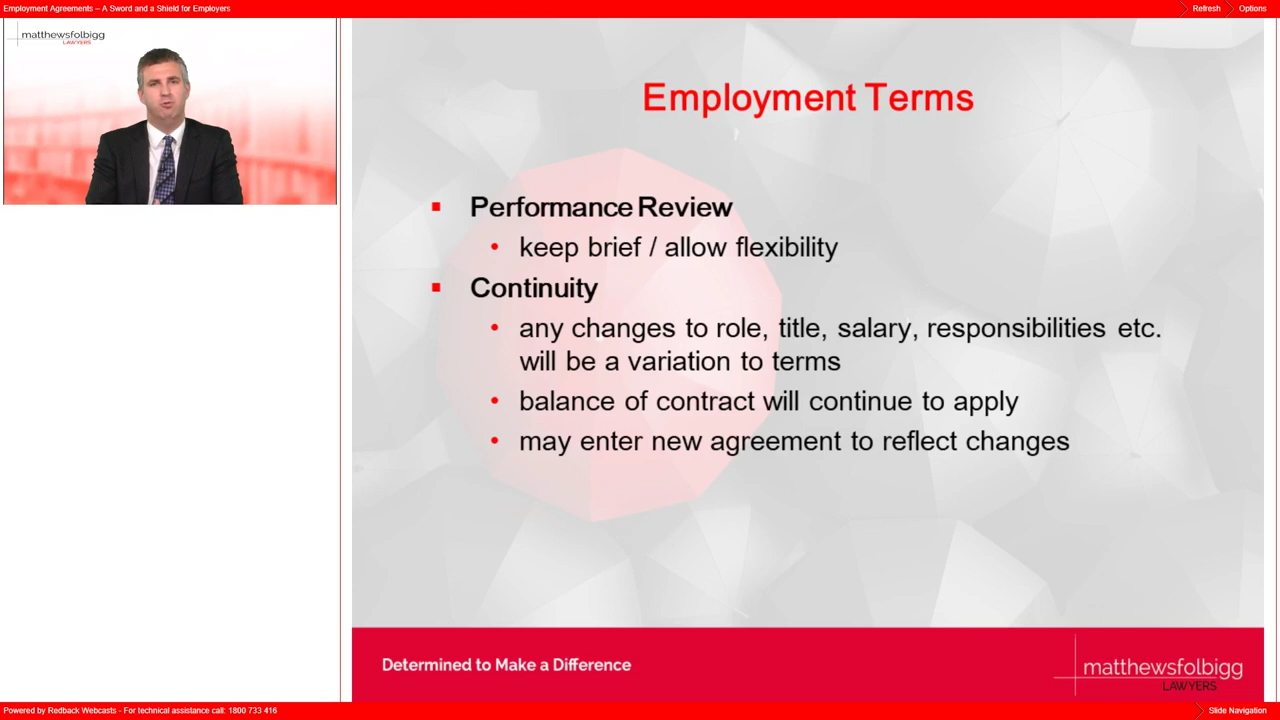 Employment Agreements – A Sword and a Shield for Employers
Refresh
Options
matthewsfolbigg
LAWYERS
Employment Terms
Performance Review
keep brief / allow flexibility
Continuity
any changes to role, title, salary, responsibilities etc.
will be a variation to terms
balance of contract will continue to apply
may enter new agreement to reflect changes
Determined to Make a Difference
matthewsfolbigg
LAWYERS
Powered by Redback Webcasts - For technical assistance call: 1800 733 416
Slide Navigation